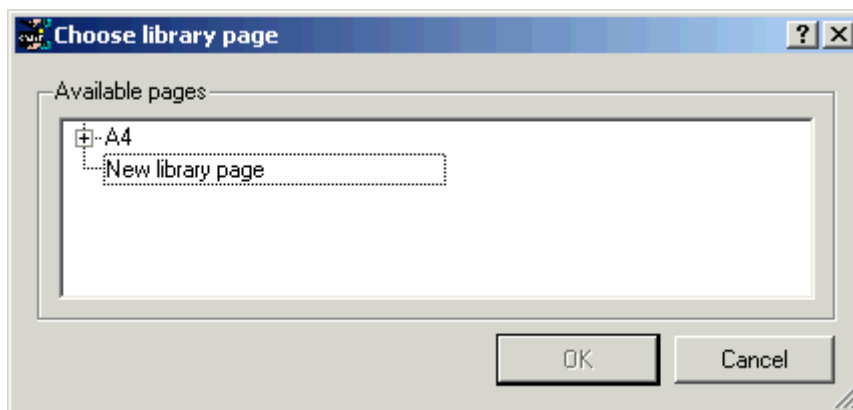 Choose library page
Available pages
A4
New library page
OK
Cancel